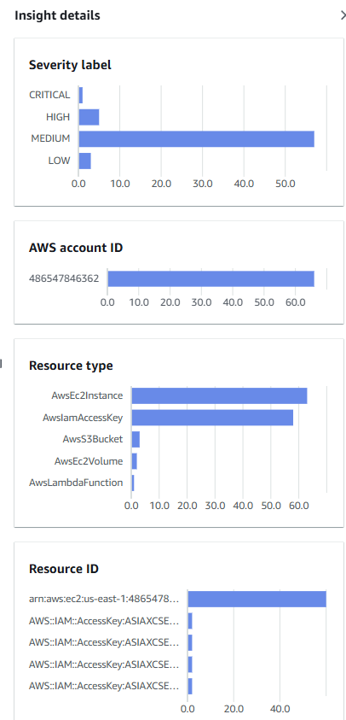 Insight details
Severity label
CRITICAL
HIGH
MEDIUM
LOW
0.0 10.0 20.0 30.0 40.0 50.0
AWS account ID
486547846362
0.0 10.0 20.0 30.0 40.0 50.0 60.0
Resource type
AwsEc2Instance
AwsIamAccessKey
AwsS3Bucket
AwsEc2Volume
AwsLambdaFunction
0.0 10.0 20.0 30.0 40.0 50.0 60.0
Resource ID
arn:aws:ec2:us-east-1:4865478...
AWS::IAM::AccessKey:ASIAXCSE...
AWS::IAM::AccessKey:ASIAXCSE...
AWS::IAM::AccessKey:ASIAXCSE...
AWS::IAM::AccessKey:ASIAXCSE...
0.0 20.0 40.0